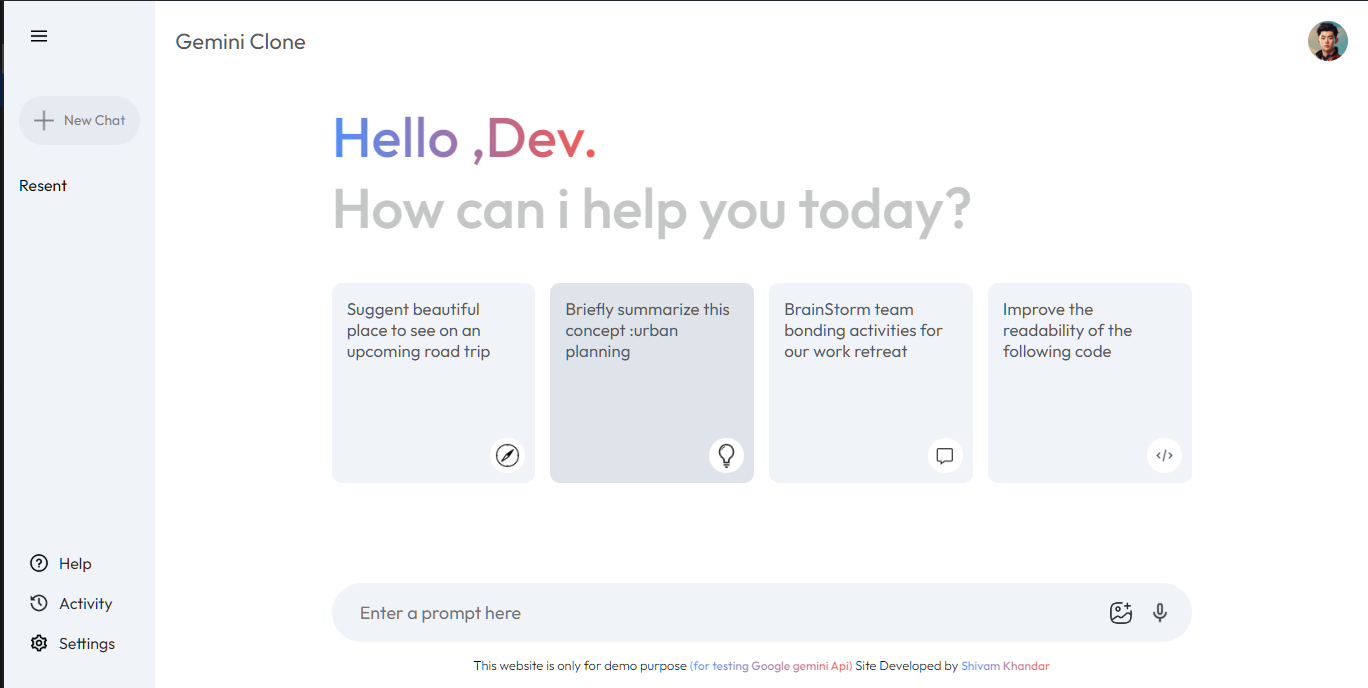 Gemini Clone
New Chat
Resent
Help
Activity
Settings
Hello ,Dev.
How can i help you today?
Suggent beautiful
place to see on an
upcoming road trip
Briefly summarize this
concept :urban
planning
BrainStorm team
bonding activities for
our work retreat
Improve the
readability of the
following code
Enter a prompt here
This website is only for demo purpose (for testing Google gemini Api) Site Developed by Shivam Khandar